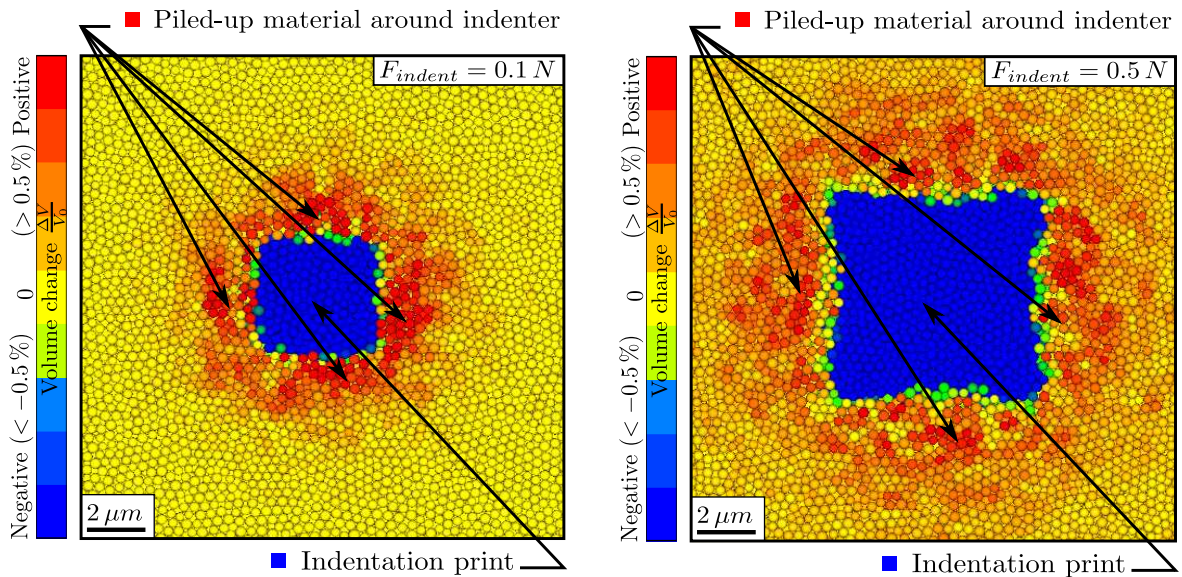 Piled-up material around indenter
F_indent = 0.1 N
Negative (< −0.5 %) 0 (> 0.5 %) Positive
Volume change ΔV/V₀
2 μm
Indentation print
Piled-up material around indenter
F_indent = 0.5 N
Negative (< −0.5 %) 0 (> 0.5 %) Positive
Volume change ΔV/V₀
2 μm
Indentation print